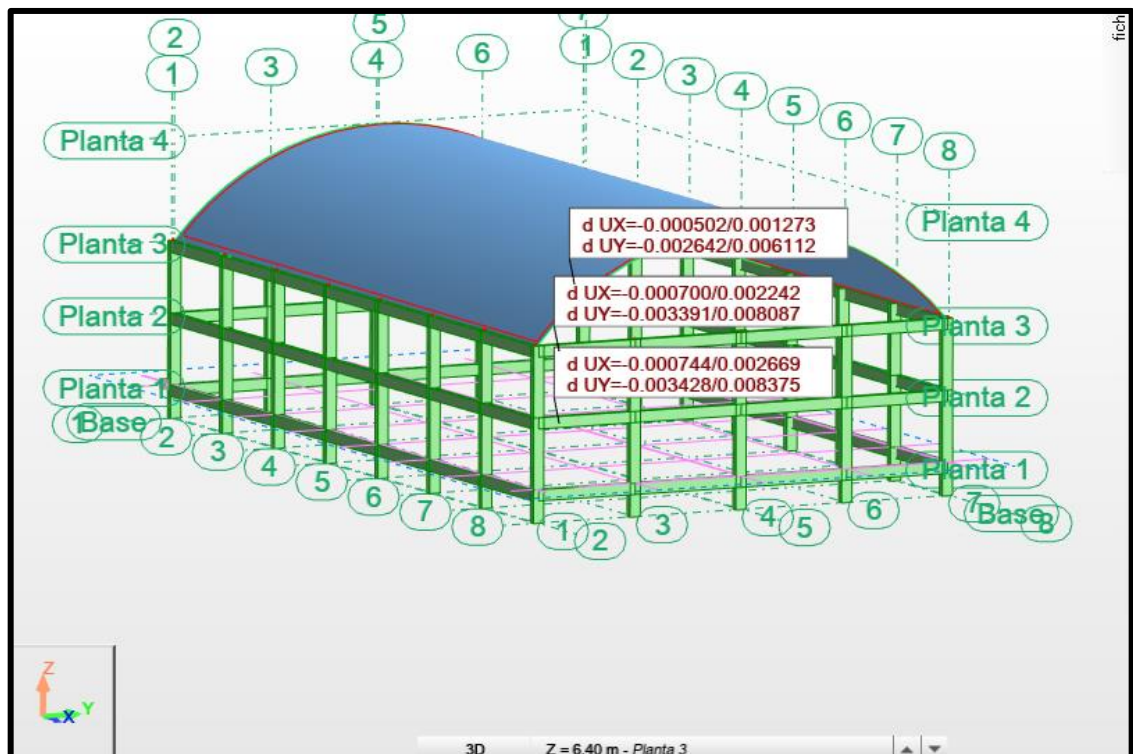 fich
5
2
1
3
4
6
1
2
3
4
5
6
7
8
Planta 4
Planta 4
d UX=-0.000502/0.001273
d UY=-0.002642/0.006112
Planta 3
d UX=-0.000700/0.002242
d UY=-0.003391/0.008087
Planta 3
Planta 2
d UX=-0.000744/0.002669
d UY=-0.003428/0.008375
Planta 2
Planta 1
Planta 1
1
Base
2
3
4
5
6
7
8
1
2
3
4
5
6
7
Base
8
Z
Y
X
3D
Z = 6.40 m - Planta 3